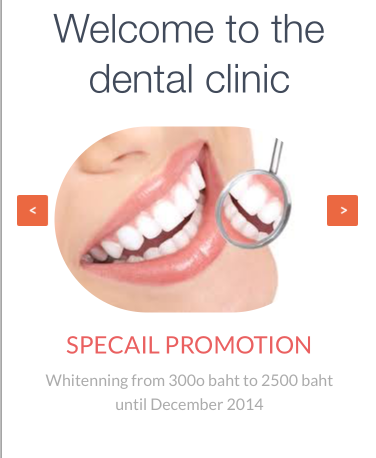 Welcome to the
dental clinic
<
>
SPECAIL PROMOTION
Whitenning from 300o baht to 2500 baht
until December 2014